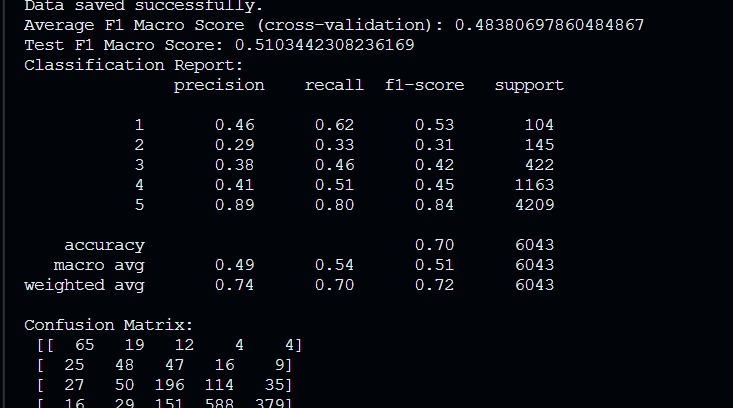 Data saved successfully.
Average F1 Macro Score (cross-validation): 0.48380697860484867
Test F1 Macro Score: 0.5103442308236169
Classification Report:
precision recall f1-score support
1 0.46 0.62 0.53 104
2 0.29 0.33 0.31 145
3 0.38 0.46 0.42 422
4 0.41 0.51 0.45 1163
5 0.89 0.80 0.84 4209
accuracy 0.70 6043
macro avg 0.49 0.54 0.51 6043
weighted avg 0.74 0.70 0.72 6043
Confusion Matrix:
[[ 65 19 12 4 4]
[ 25 48 47 16 9]
[ 27 50 196 114 35]
[ 16 29 151 588 379]